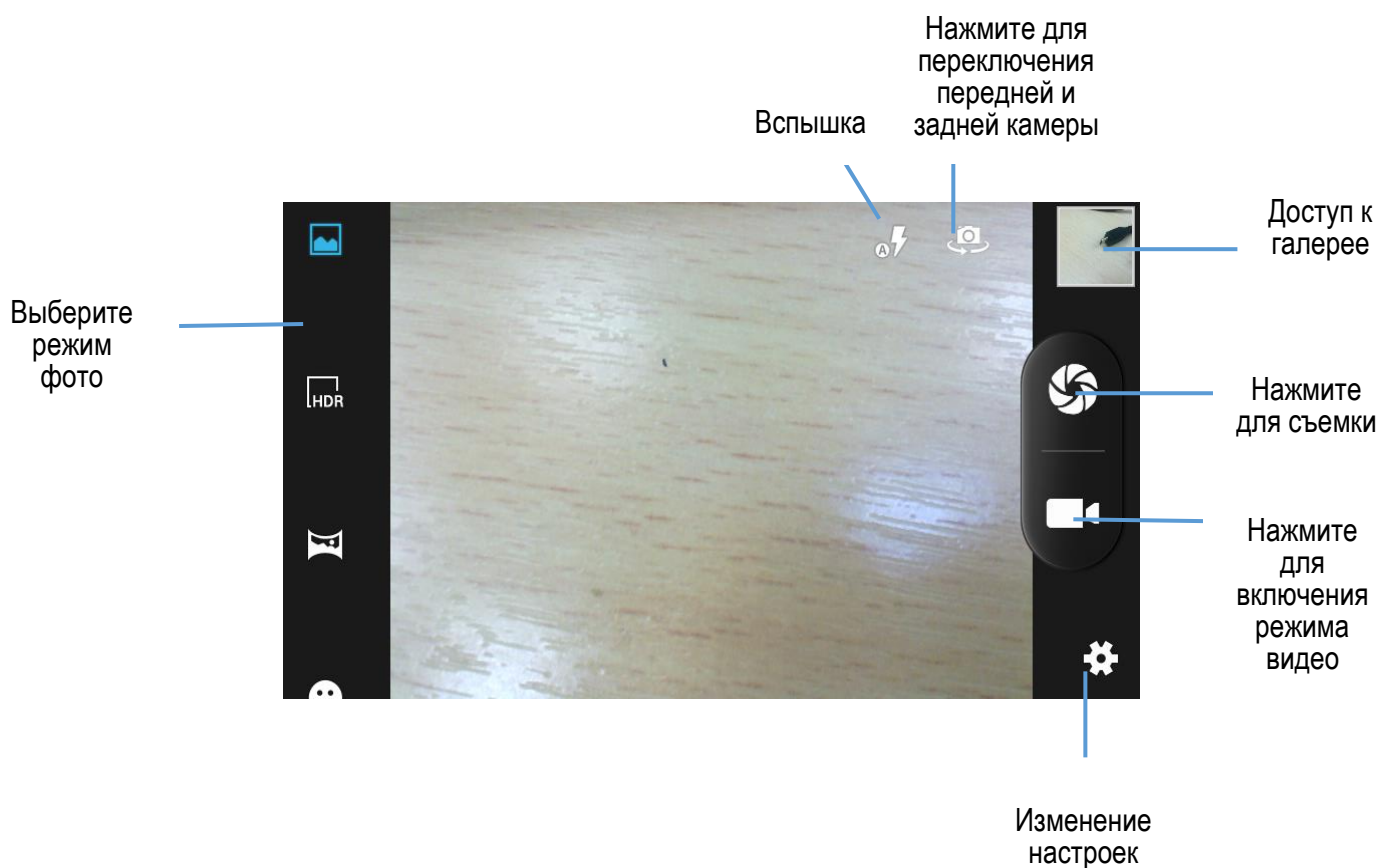 Нажмите для
переключения
передней и
задней камеры
Вспышка
Доступ к
галерее
Выберите
режим
фото
HDR
A
Нажмите
для съемки
Нажмите
для
включения
режима
видео
Изменение
настроек